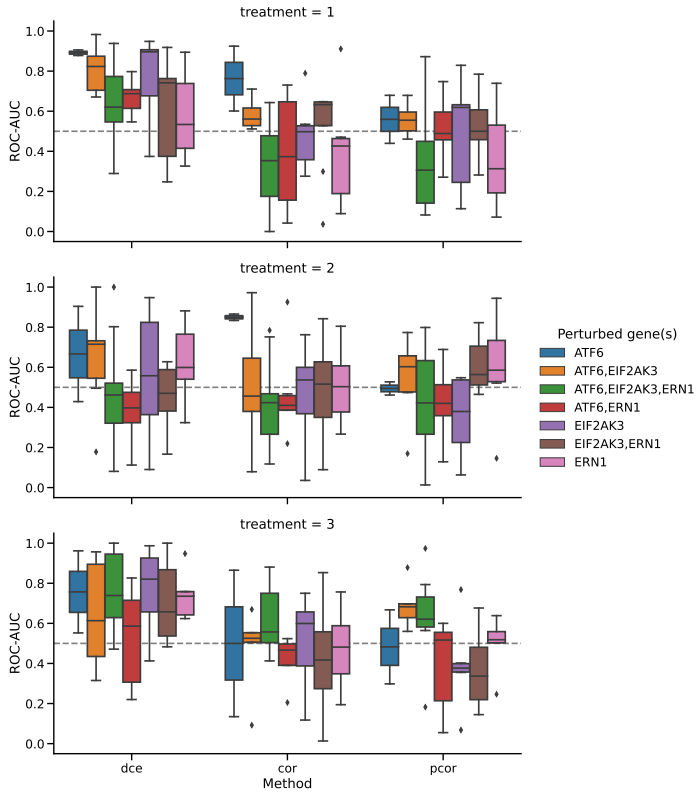 treatment = 1
1.0
0.8
0.6
0.4
0.2
0.0
ROC-AUC
treatment = 2
1.0
0.8
0.6
0.4
0.2
0.0
ROC-AUC
Perturbed gene(s)
ATF6
ATF6,EIF2AK3
ATF6,EIF2AK3,ERN1
ATF6,ERN1
EIF2AK3
EIF2AK3,ERN1
ERN1
treatment = 3
1.0
0.8
0.6
0.4
0.2
0.0
ROC-AUC
dce cor pcor
Method